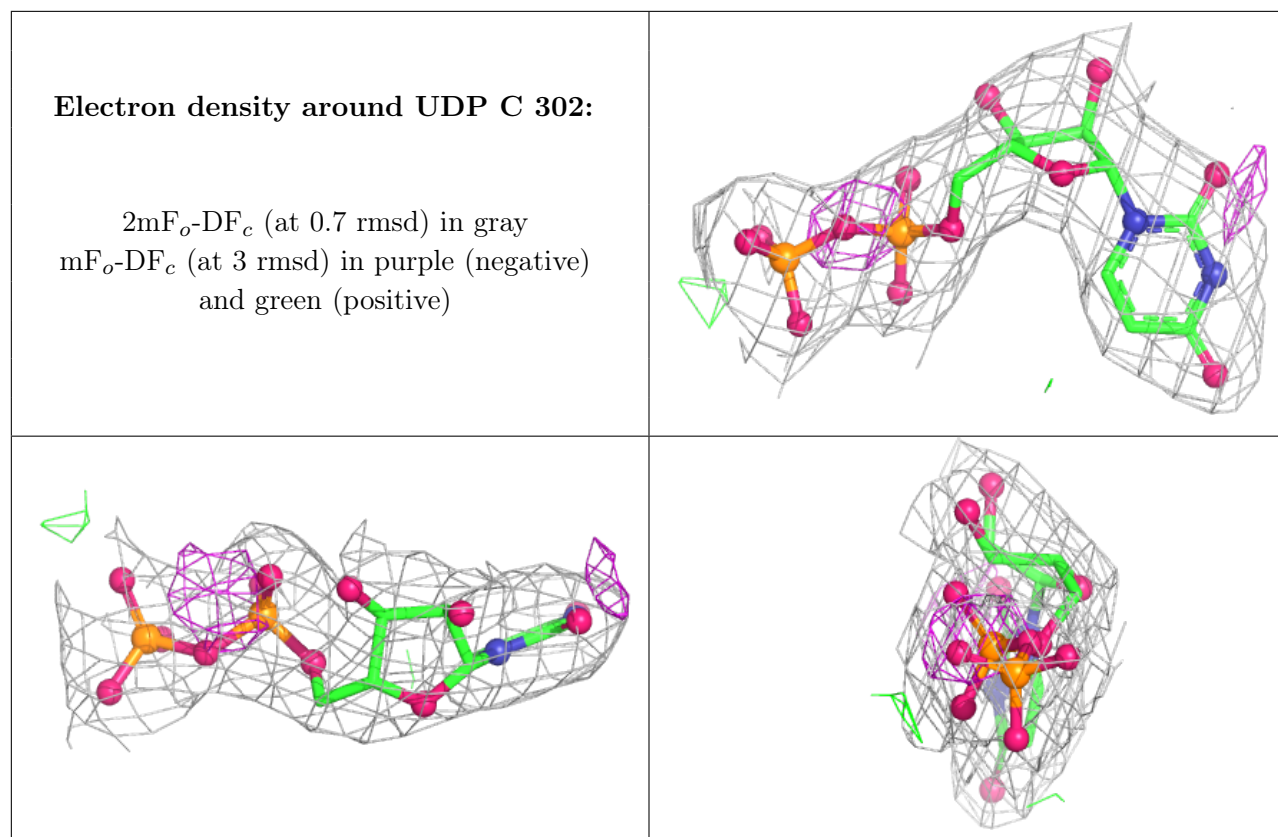 Electron density around UDP C 302:
2mFo-DFc (at 0.7 rmsd) in gray
mFo-DFc (at 3 rmsd) in purple (negative)
and green (positive)